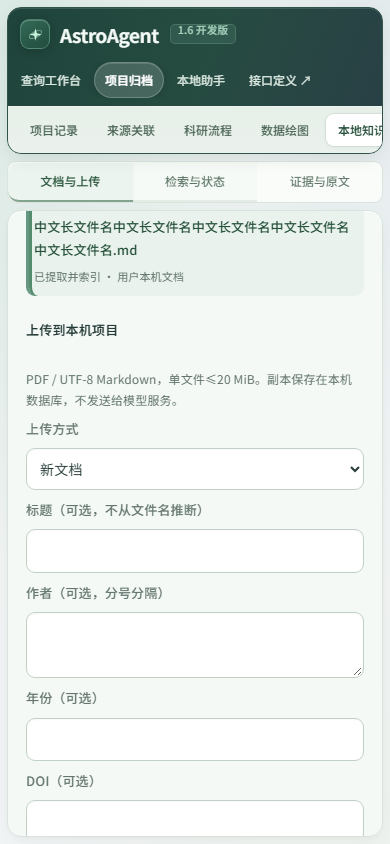 AstroAgent
1.6 开发版
查询工作台 项目归档 本地助手 接口定义 ↗
项目记录 来源关联 科研流程 数据绘图 本地知识
文档与上传 检索与状态 证据与原文
中文长文件名中文长文件名中文长文件名中文长文件名
中文长文件名.md
已提取并索引 · 用户本机文档
上传到本机项目
PDF / UTF-8 Markdown，单文件≤20 MiB。副本保存在本机
数据库，不发送给模型服务。
上传方式
新文档
标题（可选，不从文件名推断）
作者（可选，分号分隔）
年份（可选）
DOI（可选）